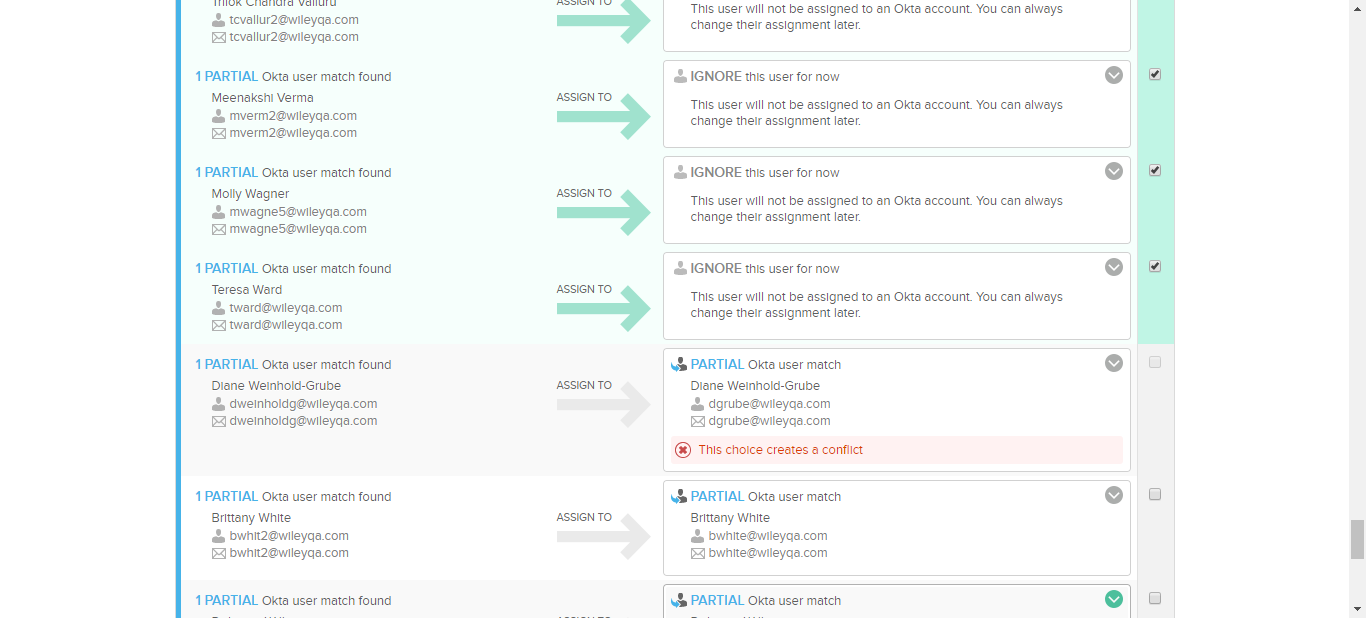 Trilok Chandra Valluru
tcvallur2@wileyqa.com
tcvallur2@wileyqa.com
ASSIGN TO
This user will not be assigned to an Okta account. You can always
change their assignment later.
1 PARTIAL Okta user match found
Meenakshi Verma
mverm2@wileyqa.com
mverm2@wileyqa.com
ASSIGN TO
IGNORE this user for now
This user will not be assigned to an Okta account. You can always
change their assignment later.
1 PARTIAL Okta user match found
Molly Wagner
mwagne5@wileyqa.com
mwagne5@wileyqa.com
ASSIGN TO
IGNORE this user for now
This user will not be assigned to an Okta account. You can always
change their assignment later.
1 PARTIAL Okta user match found
Teresa Ward
tward@wileyqa.com
tward@wileyqa.com
ASSIGN TO
IGNORE this user for now
This user will not be assigned to an Okta account. You can always
change their assignment later.
1 PARTIAL Okta user match found
Diane Weinhold-Grube
dweinholdg@wileyqa.com
dweinholdg@wileyqa.com
ASSIGN TO
PARTIAL Okta user match
Diane Weinhold-Grube
dgrube@wileyqa.com
dgrube@wileyqa.com
This choice creates a conflict
1 PARTIAL Okta user match found
Brittany White
bwhit2@wileyqa.com
bwhit2@wileyqa.com
ASSIGN TO
PARTIAL Okta user match
Brittany White
bwhite@wileyqa.com
bwhite@wileyqa.com
1 PARTIAL Okta user match found
PARTIAL Okta user match